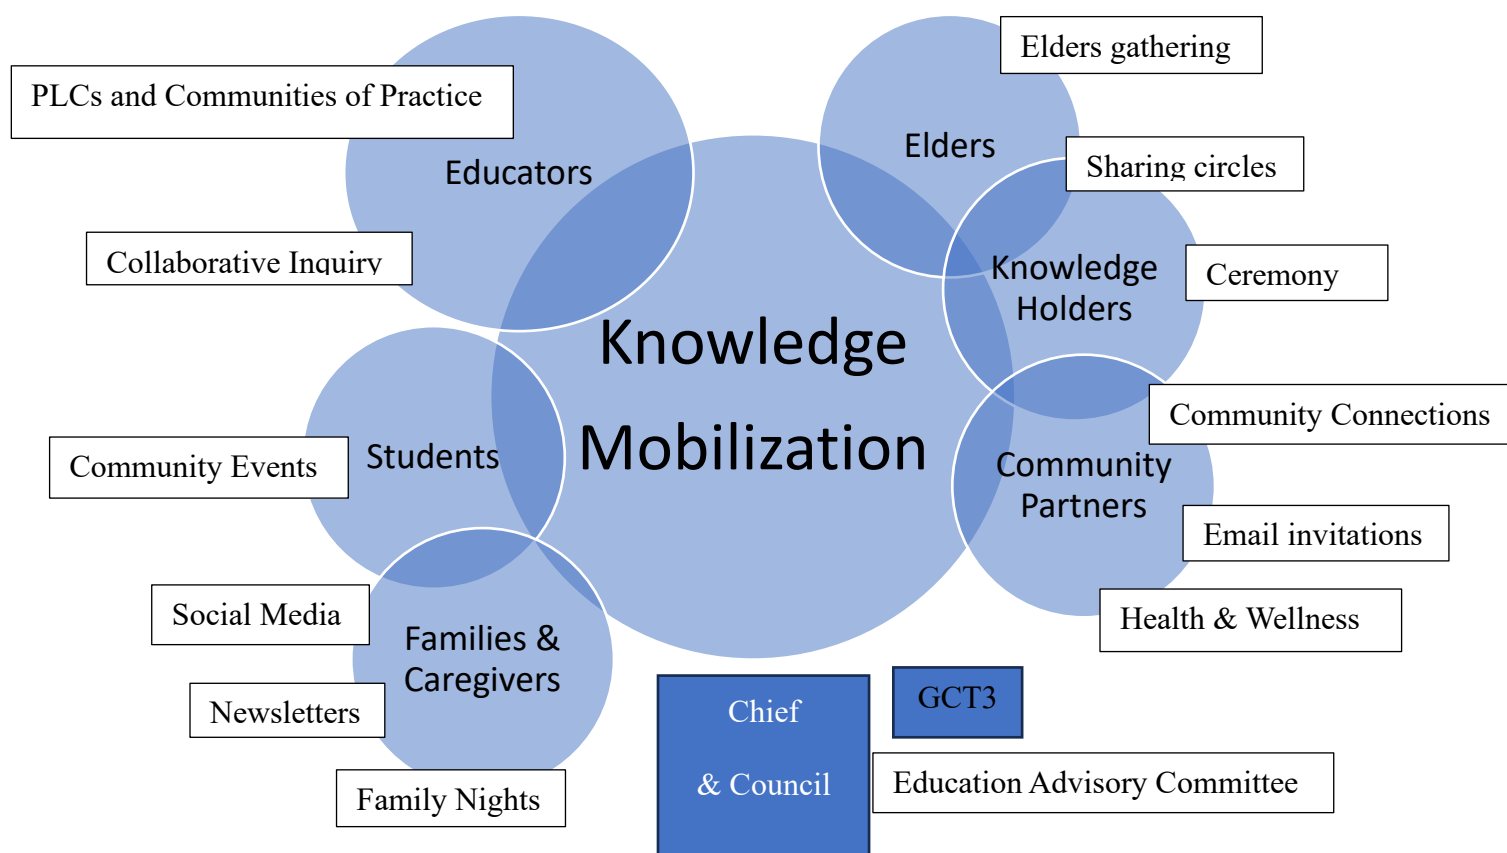 PLCs and Communities of Practice
Educators
Collaborative Inquiry
Elders gathering
Elders
Sharing circles
Knowledge
Holders
Ceremony
Knowledge
Mobilization
Students
Community Events
Community Connections
Community
Partners
Email invitations
Health & Wellness
Social Media
Families &
Caregivers
Newsletters
Family Nights
Chief
& Council
GCT3
Education Advisory Committee